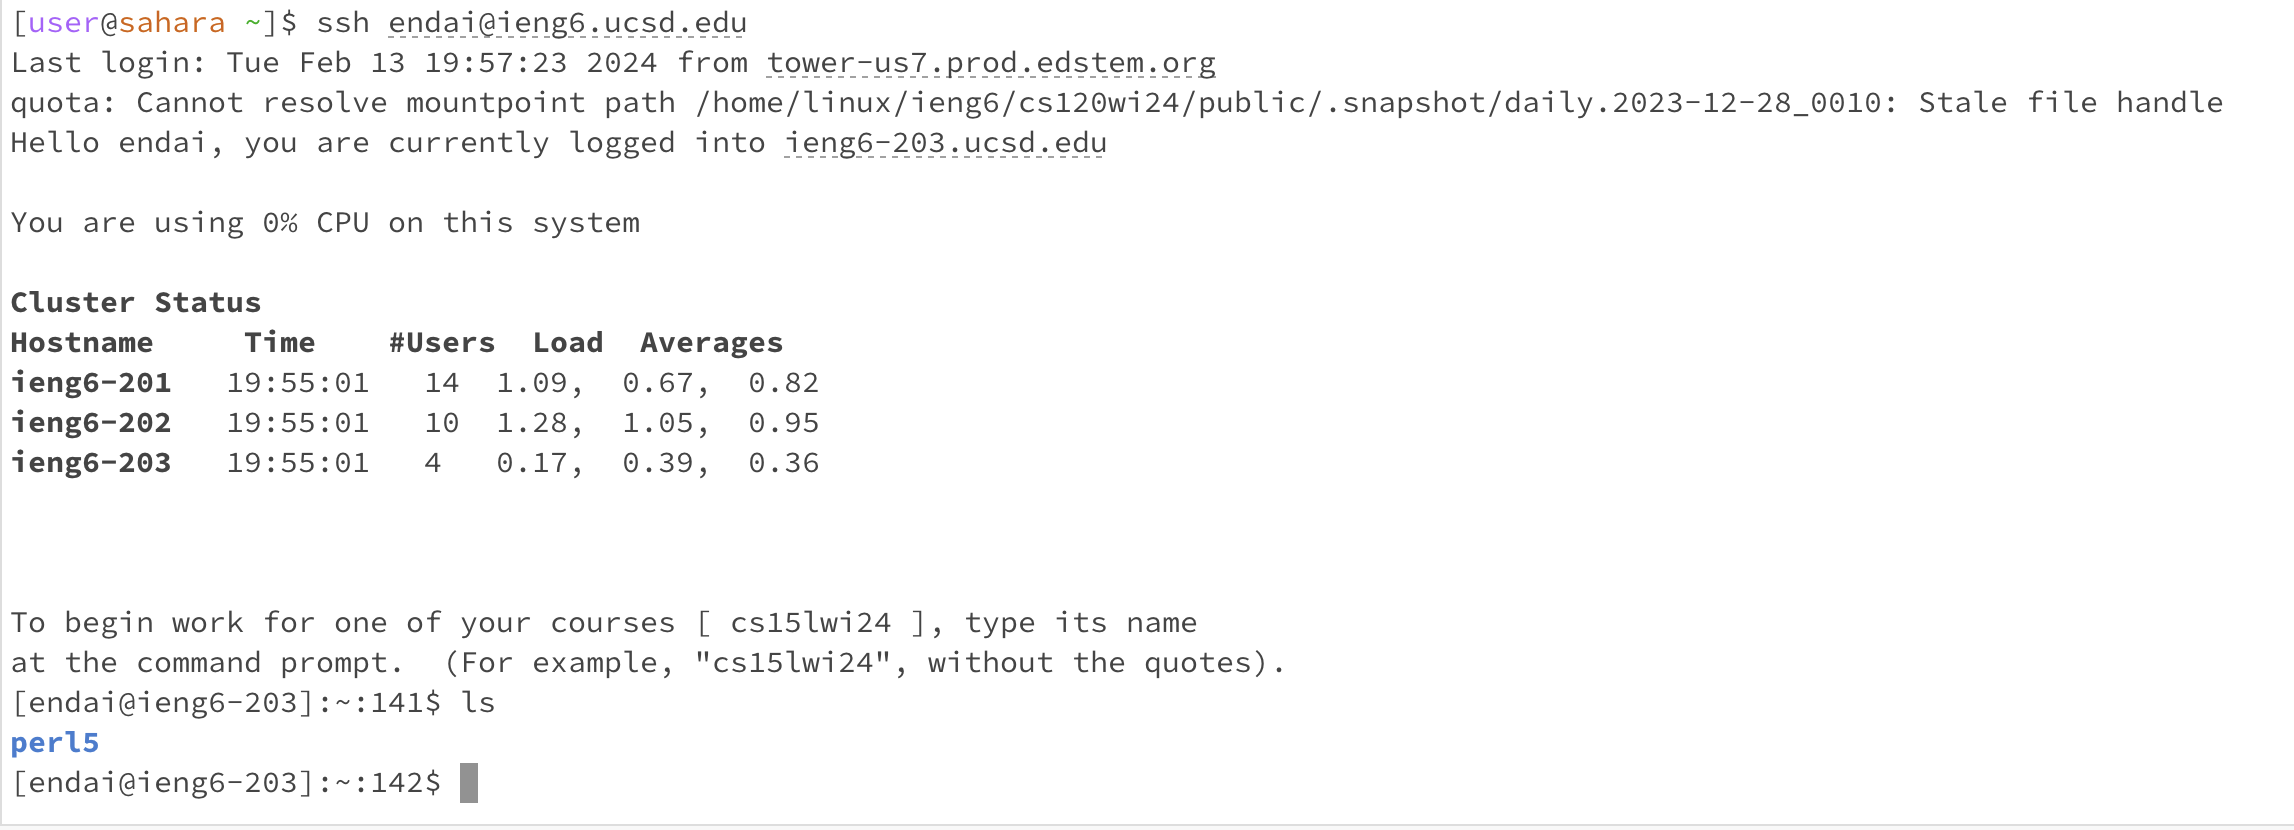 [user@sahara ~]$ ssh endai@ieng6.ucsd.edu
Last login: Tue Feb 13 19:57:23 2024 from tower-us7.prod.edstem.org
quota: Cannot resolve mountpoint path /home/linux/ieng6/cs120wi24/public/.snapshot/daily.2023-12-28_0010: Stale file handle
Hello endai, you are currently logged into ieng6-203.ucsd.edu
You are using 0% CPU on this system
Cluster Status
Hostname     Time    #Users  Load  Averages
ieng6-201   19:55:01   14  1.09,  0.67,  0.82
ieng6-202   19:55:01   10  1.28,  1.05,  0.95
ieng6-203   19:55:01   4   0.17,  0.39,  0.36
To begin work for one of your courses [ cs15lwi24 ], type its name
at the command prompt.  (For example, "cs15lwi24", without the quotes).
[endai@ieng6-203]:~:141$ ls
perl5
[endai@ieng6-203]:~:142$